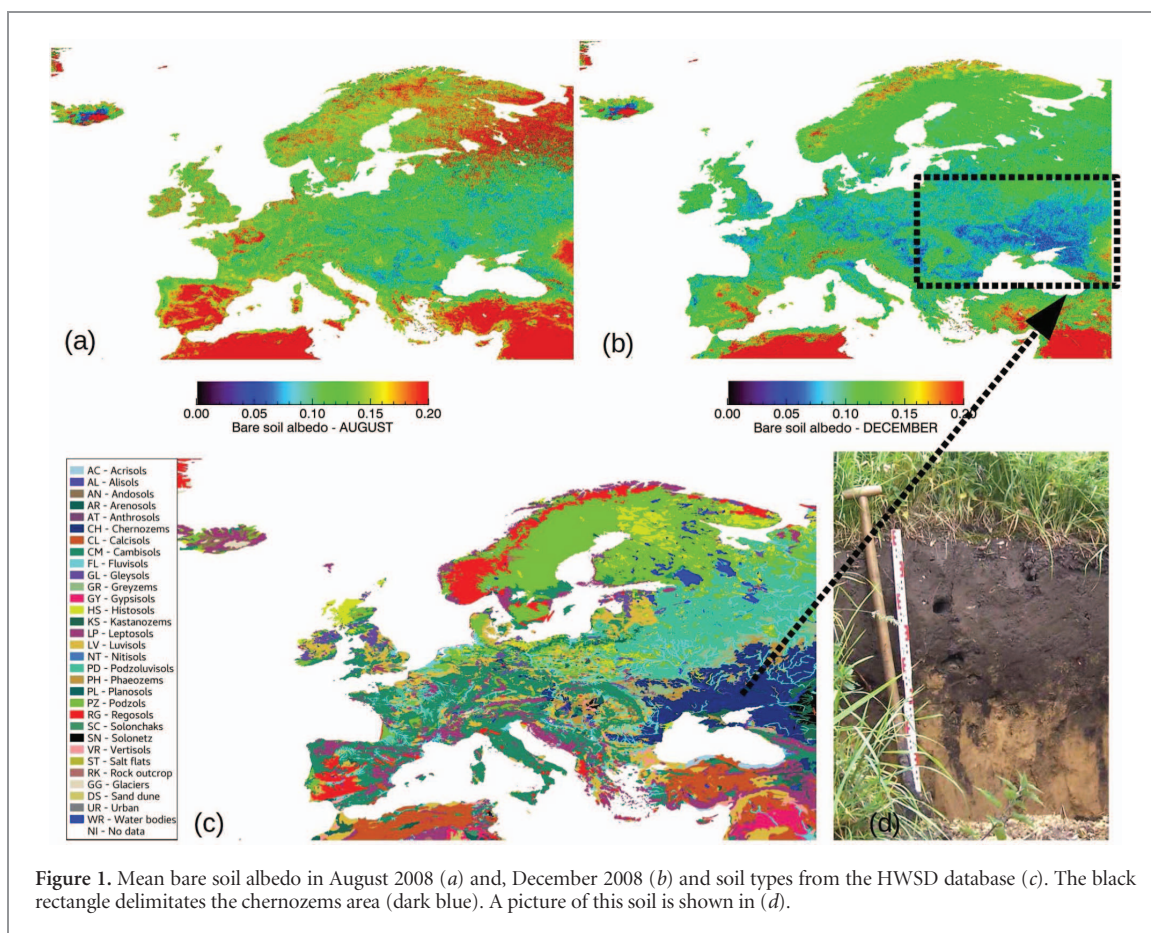 (a)
(b)
0.00 0.05 0.10 0.15 0.20
Bare soil albedo - AUGUST
0.00 0.05 0.10 0.15 0.20
Bare soil albedo - DECEMBER
AC - Acrisols
AL - Alisols
AN - Andosols
AR - Arenosols
AT - Anthrosols
CH - Chernozems
CL - Calcisols
CM - Cambisols
FL - Fluvisols
GL - Gleysols
GR - Greyzems
GY - Gypsisols
HS - Histosols
KS - Kastanozems
LP - Leptosols
LV - Luvisols
NT - Nitisols
PD - Podzoluvisols
PH - Phaeozems
PL - Planosols
PZ - Podzols
RG - Regosols
SC - Solonchaks
SN - Solonetz
VR - Vertisols
ST - Salt flats
RK - Rock outcrop
GG - Glaciers
DS - Sand dune
UR - Urban
WR - Water bodies
NI - No data
(c)
(d)
Figure 1. Mean bare soil albedo in August 2008 (a) and, December 2008 (b) and soil types from the HWSD database (c). The black
rectangle delimitates the chernozems area (dark blue). A picture of this soil is shown in (d).